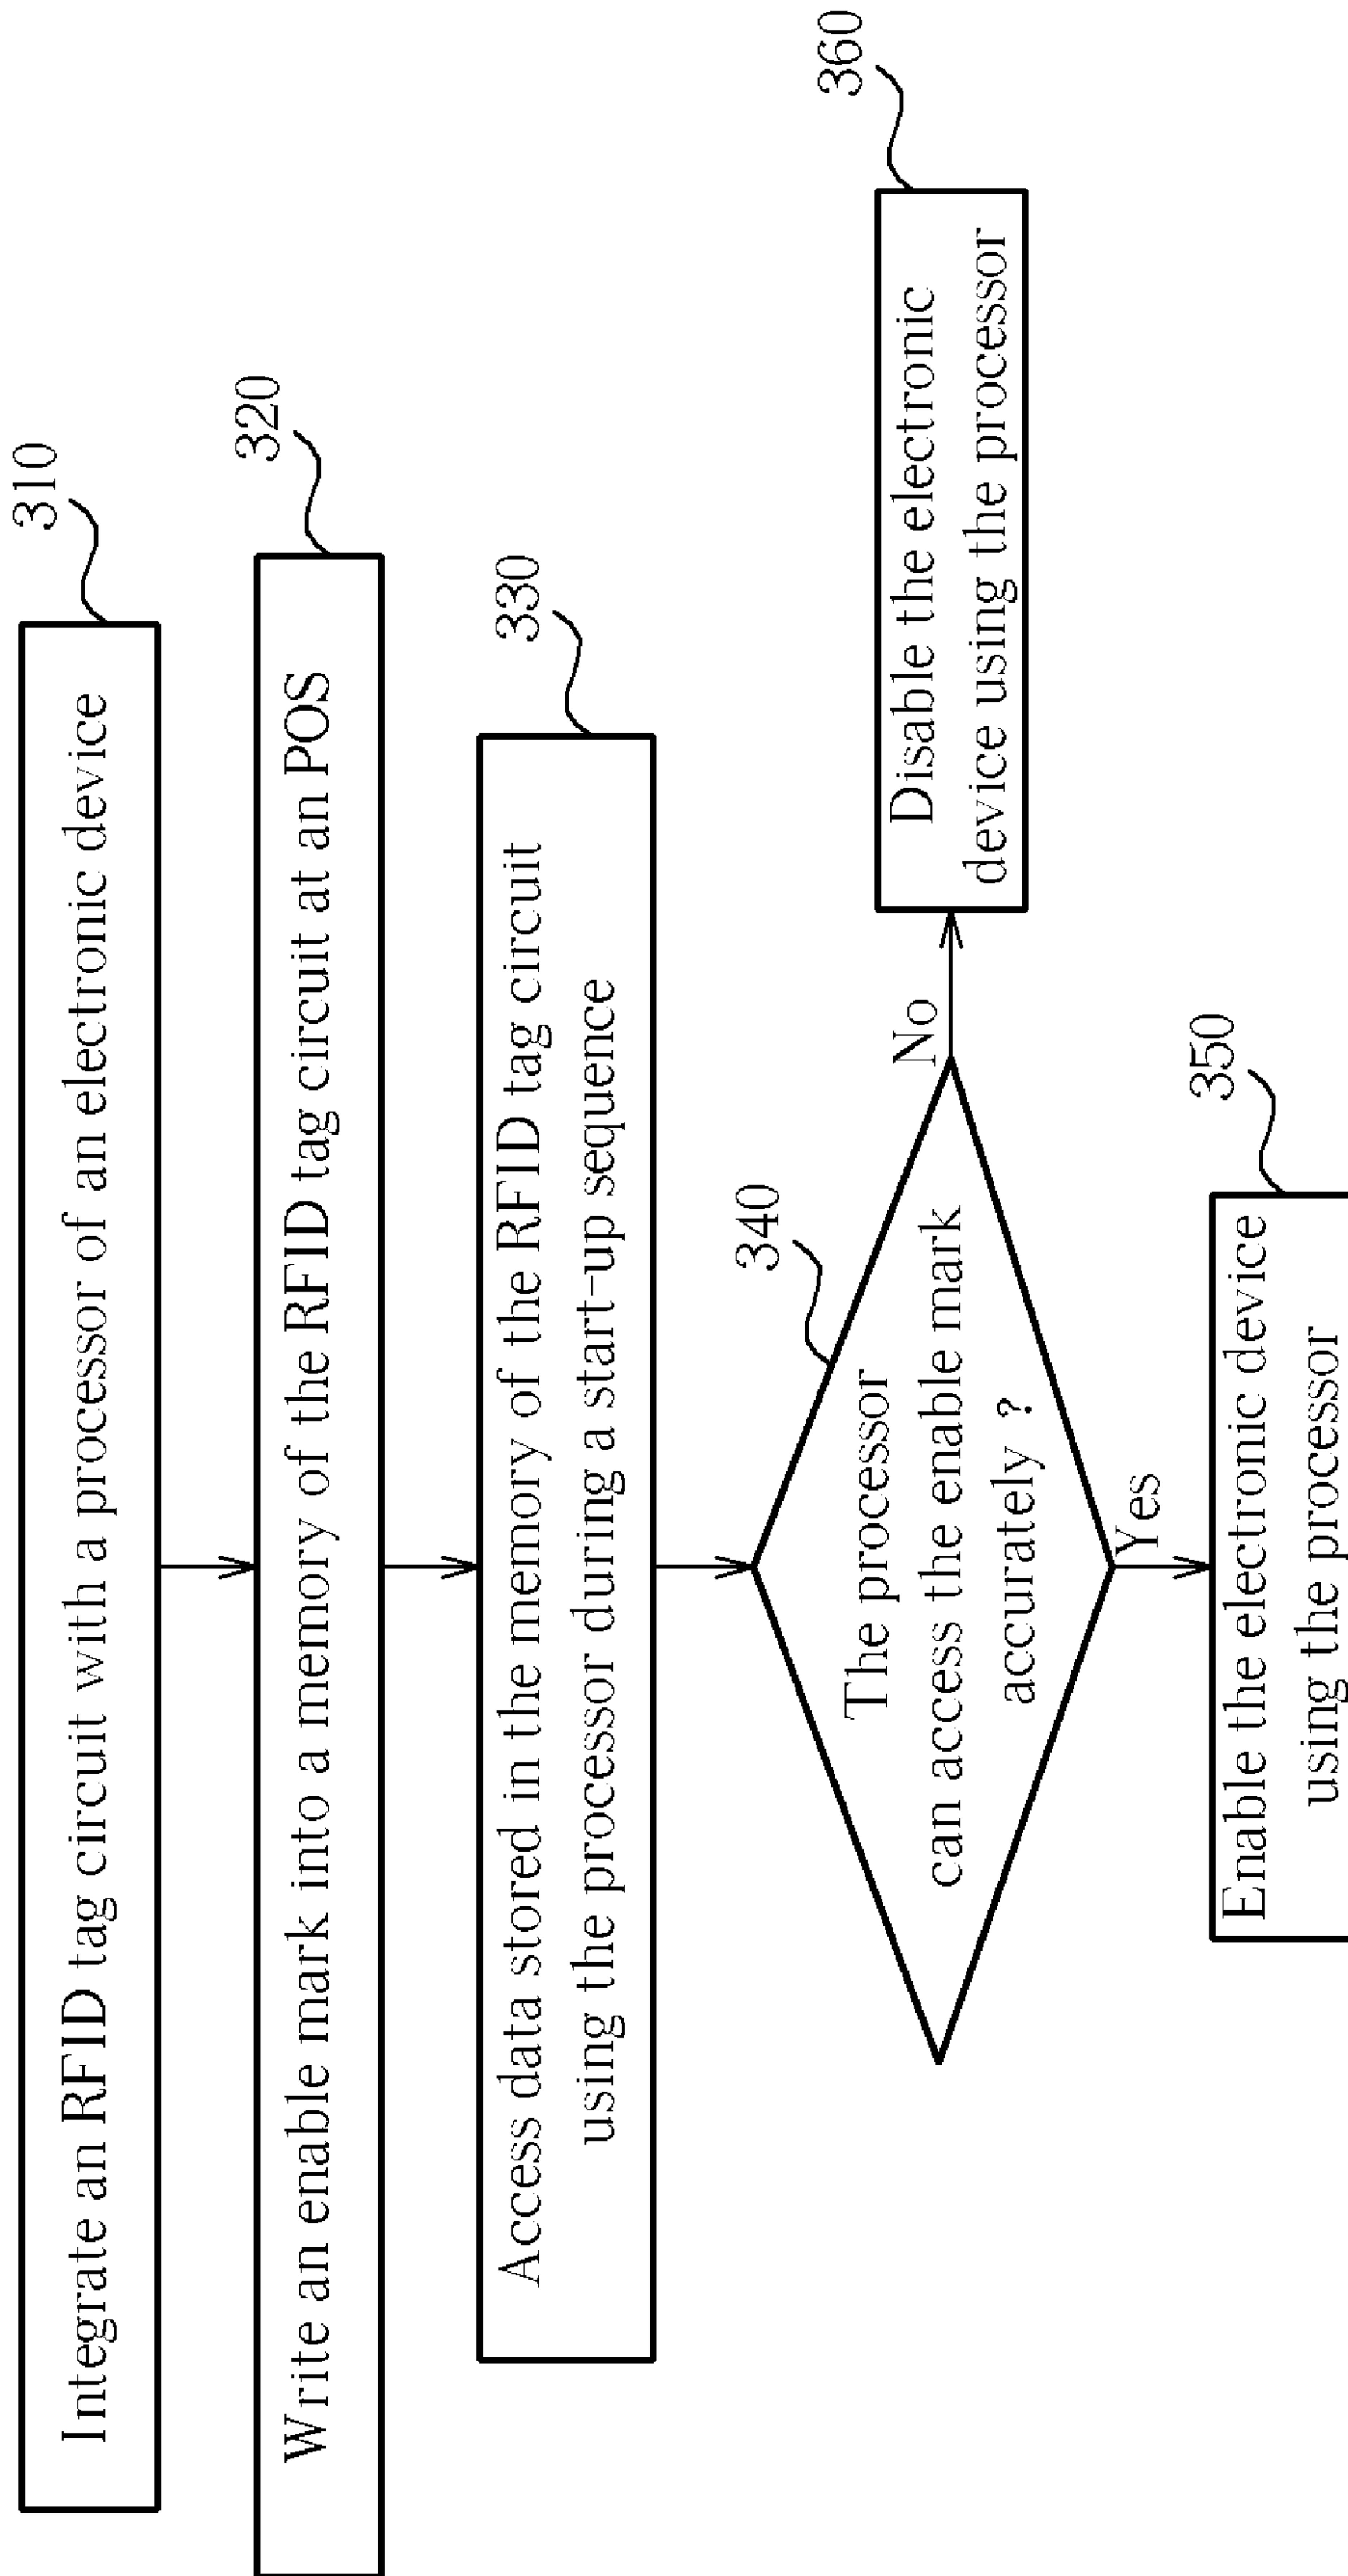 310
Integrate an RFID tag circuit with a processor of an electronic device
320
Write an enable mark into a memory of the RFID tag circuit at an POS
330
Access data stored in the memory of the RFID tag circuit
using the processor during a start-up sequence
340
The processor
can access the enable mark
accurately ?
No
360
Disable the electronic
device using the processor
Yes
350
Enable the electronic device
using the processor